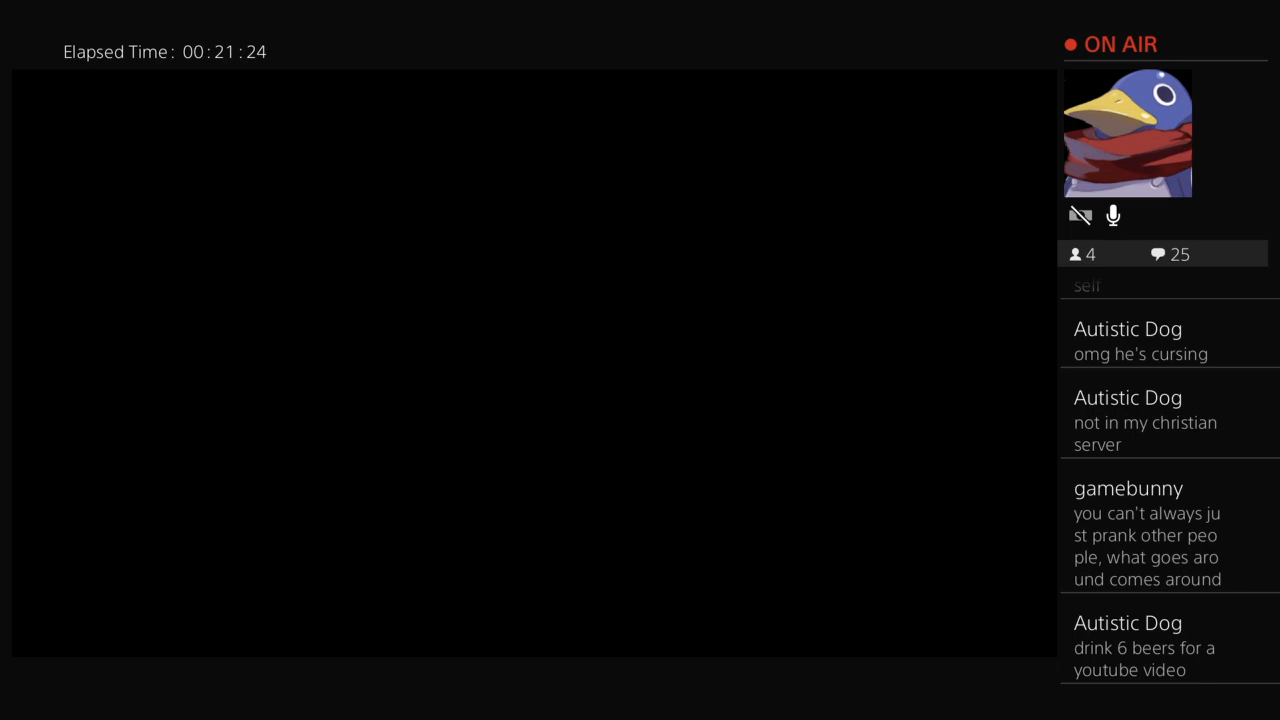 Elapsed Time: 00:21:24
ON AIR
4 25
self
Autistic Dog
omg he's cursing
Autistic Dog
not in my christian
server
gamebunny
you can't always ju
st prank other peo
ple, what goes aro
und comes around
Autistic Dog
drink 6 beers for a
youtube video